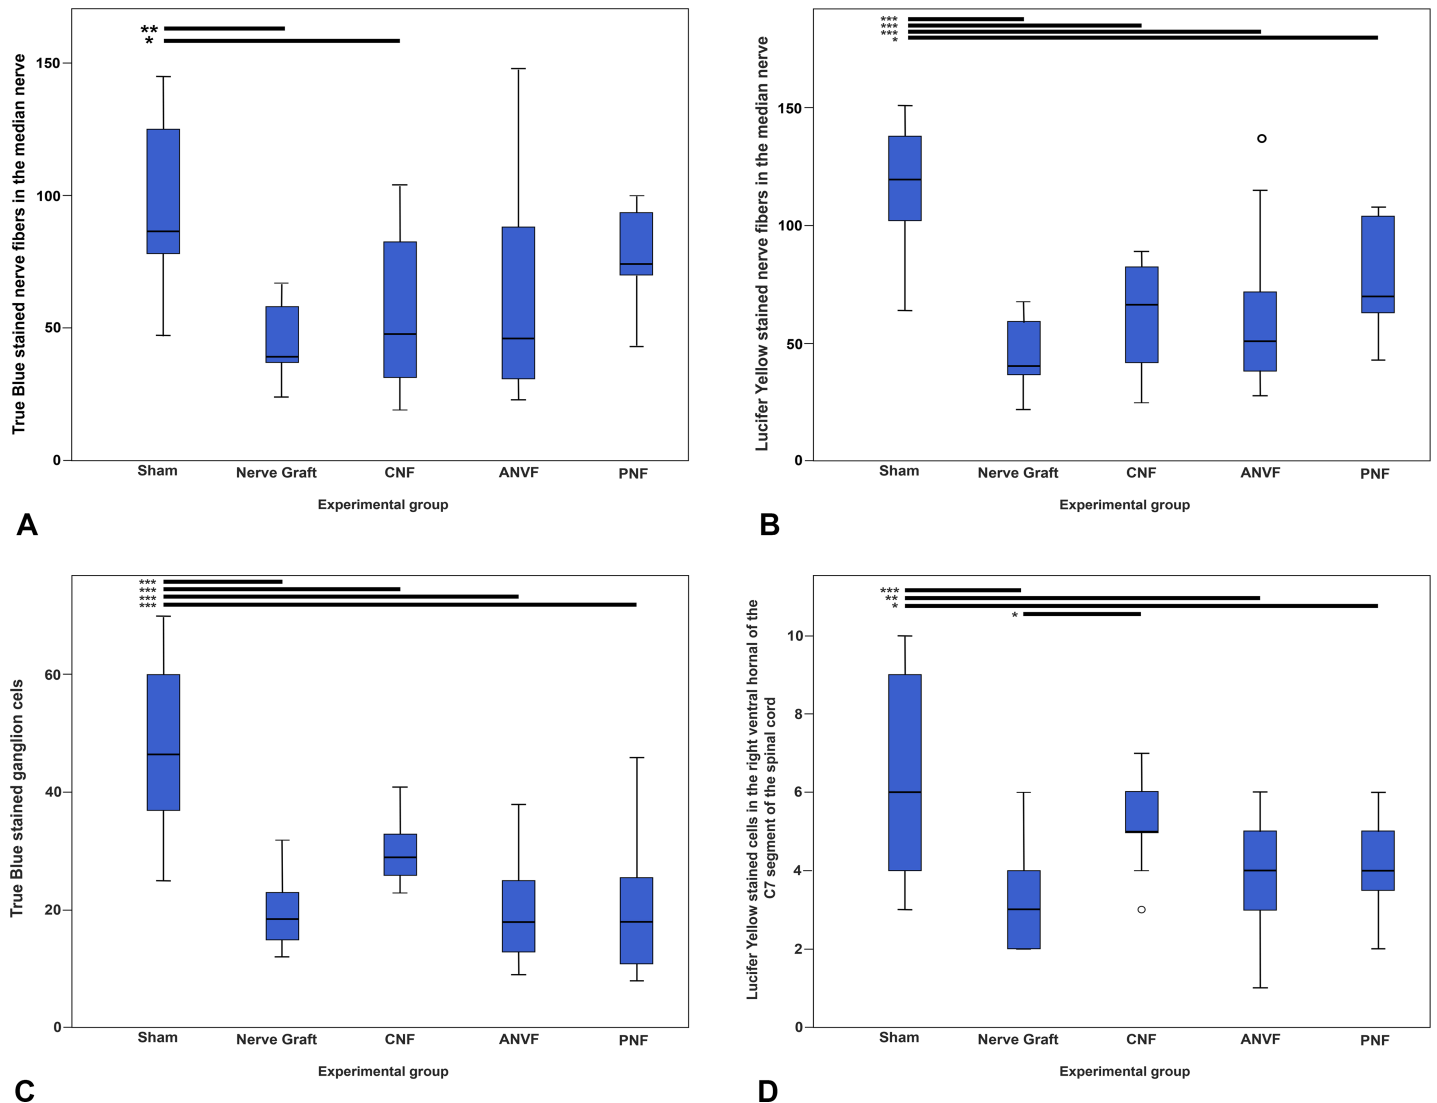 **
*
True Blue stained nerve fibers in the median nerve
150
100
50
0
Sham Nerve Graft CNF ANVF PNF
Experimental group
A
***
***
***
*
Lucifer Yellow stained nerve fibers in the median nerve
150
100
50
0
Sham Nerve Graft CNF ANVF PNF
Experimental group
B
***
***
***
***
True Blue stained ganglion cels
60
40
20
0
Sham Nerve Graft CNF ANVF PNF
Experimental group
C
***
**
*
*
Lucifer Yellow stained cells in the right ventral hornal of the
C7 segment of the spinal cord
10
8
6
4
2
0
Sham Nerve Graft CNF ANVF PNF
Experimental group
D